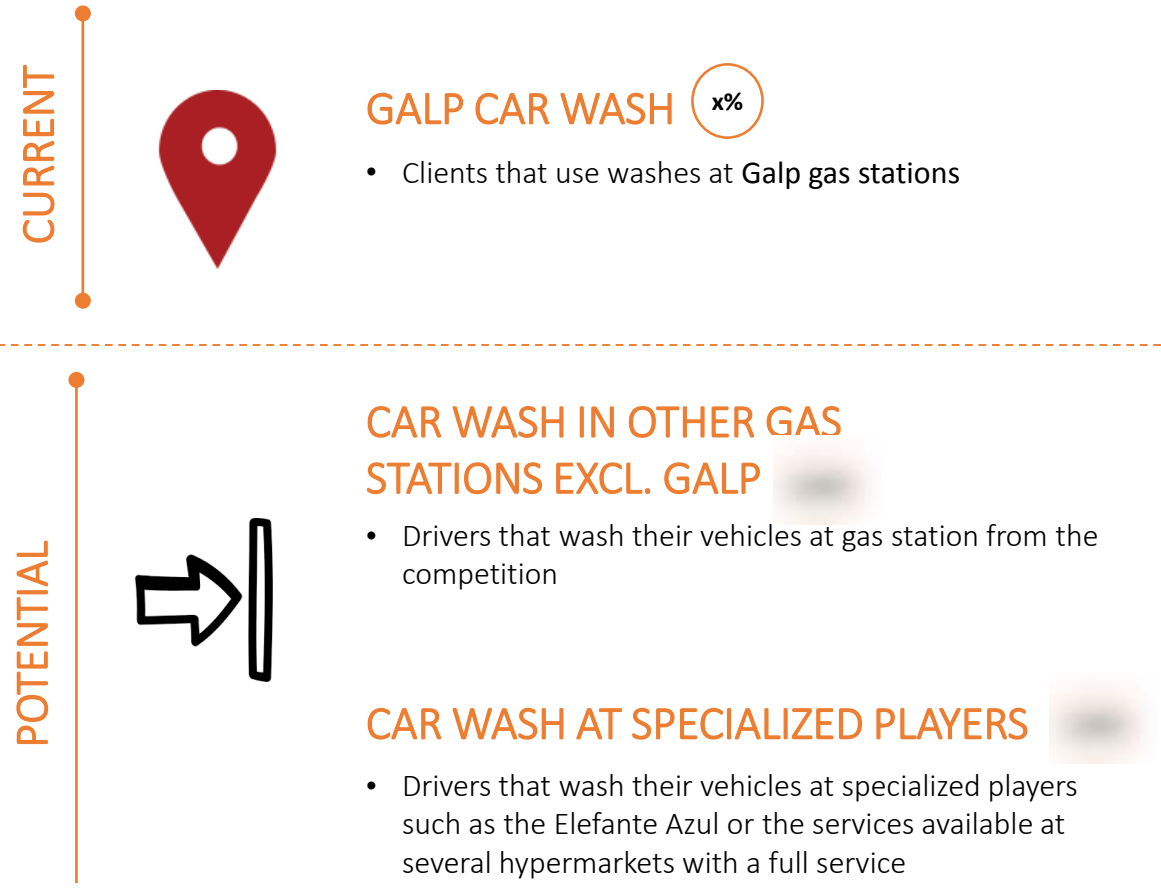 CURRENT
GALP CAR WASH x%
• Clients that use washes at Galp gas stations
POTENTIAL
CAR WASH IN OTHER GAS
STATIONS EXCL. GALP
• Drivers that wash their vehicles at gas station from the
competition
CAR WASH AT SPECIALIZED PLAYERS
• Drivers that wash their vehicles at specialized players
such as the Elefante Azul or the services available at
several hypermarkets with a full service